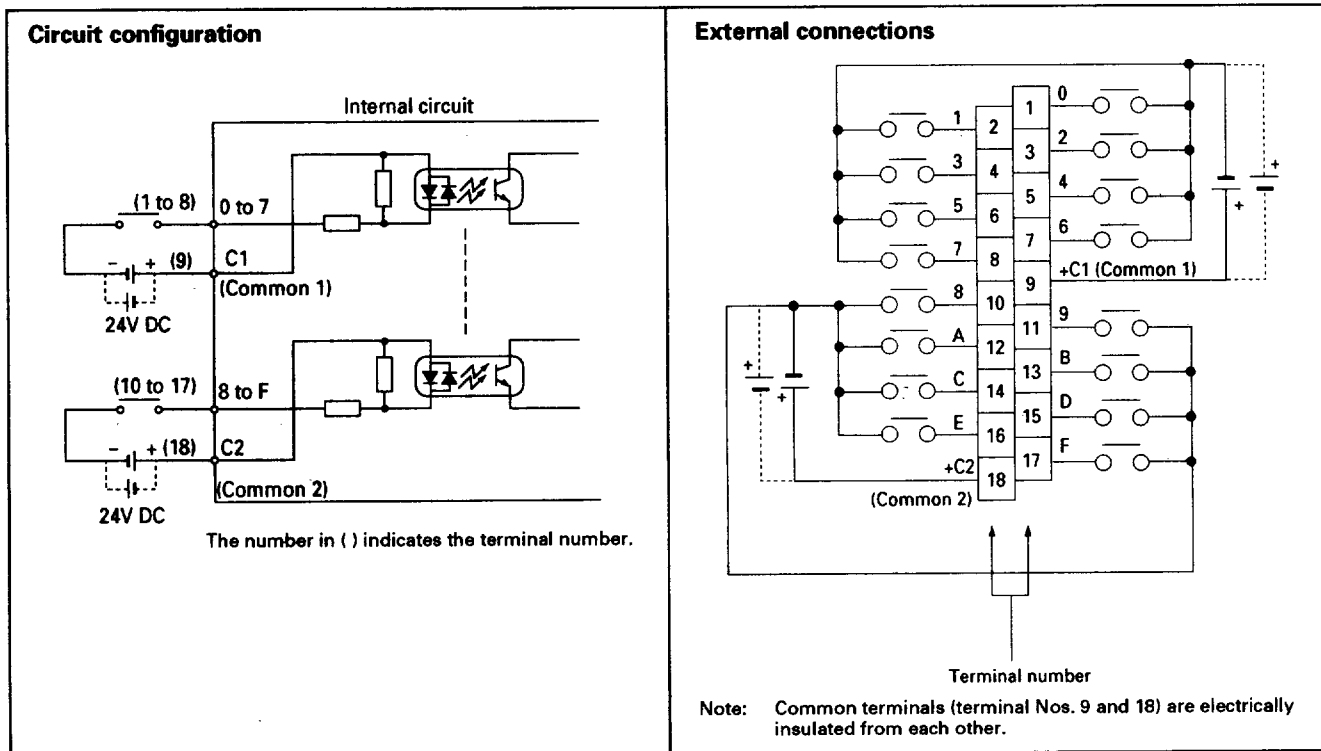 Circuit configuration
Internal circuit
(1 to 8)
0 to 7
- + (9)
C1
(Common 1)
24V DC
(10 to 17)
8 to F
- + (18)
C2
(Common 2)
24V DC
The number in ( ) indicates the terminal number.
External connections
1 0
1 2
3 2
3 4
5 4
5 6
7 6
7 8
9 +C1 (Common 1)
+
+
8 10
11 9
A 12
13 B
C 14
15 D
E 16
17 F
+C2 18
(Common 2)
+
+
Terminal number
Note: Common terminals (terminal Nos. 9 and 18) are electrically
insulated from each other.